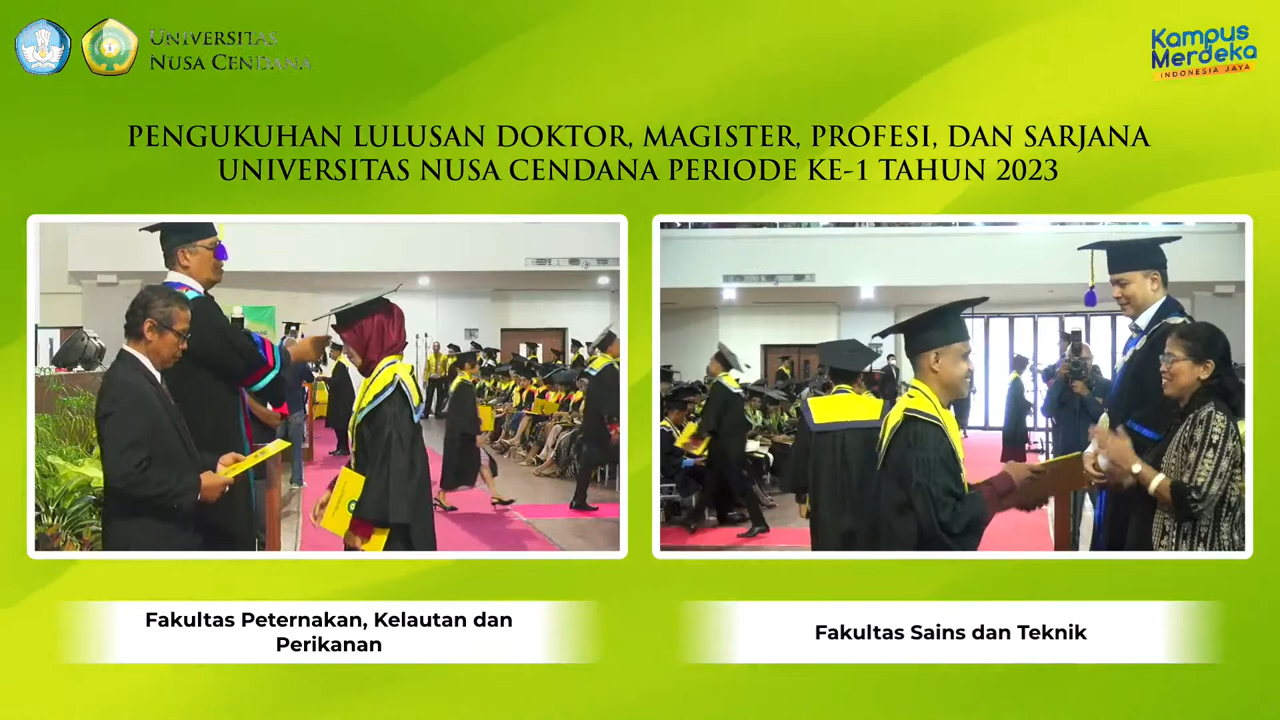 UNIVERSITAS
NUSA CENDANA
Kampus
Merdeka
INDONESIA JAYA
PENGUKUHAN LULUSAN DOKTOR, MAGISTER, PROFESI, DAN SARJANA
UNIVERSITAS NUSA CENDANA PERIODE KE-1 TAHUN 2023
Fakultas Peternakan, Kelautan dan
Perikanan
Fakultas Sains dan Teknik